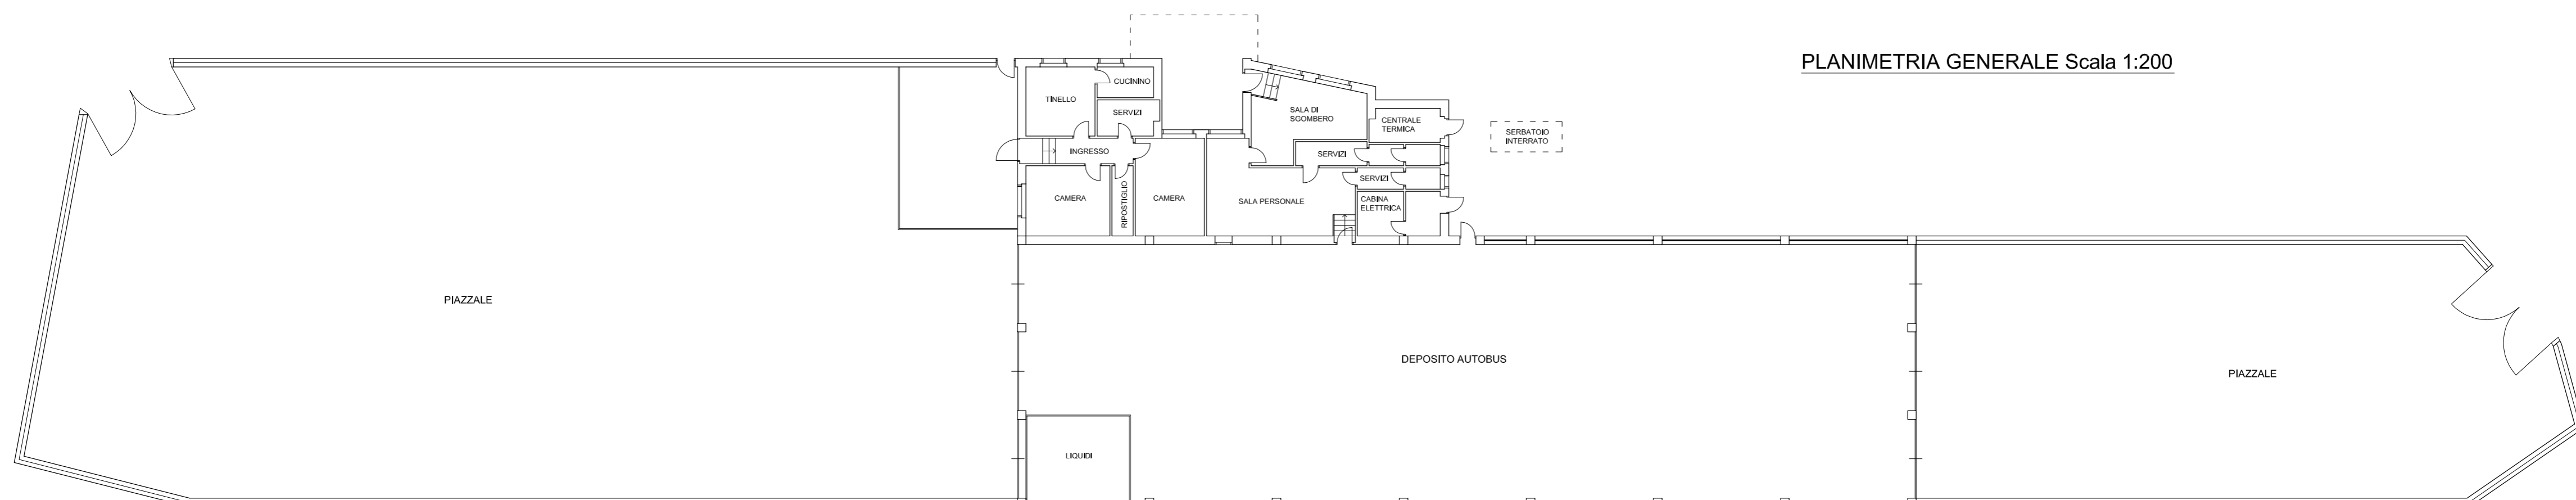 PLANIMETRIA GENERALE Scala 1:200
CUCININO
TINELLO
SERVIZI
INGRESSO
CAMERA
RIPOSTIGLIO
CAMERA
SALA DI
SGOMBERO
CENTRALE
TERMICA
SERBATOIO
INTERRATO
SERVIZI
SERVIZI
SALA PERSONALE
CABINA
ELETTRICA
PIAZZALE
DEPOSITO AUTOBUS
PIAZZALE
LIQUIDI